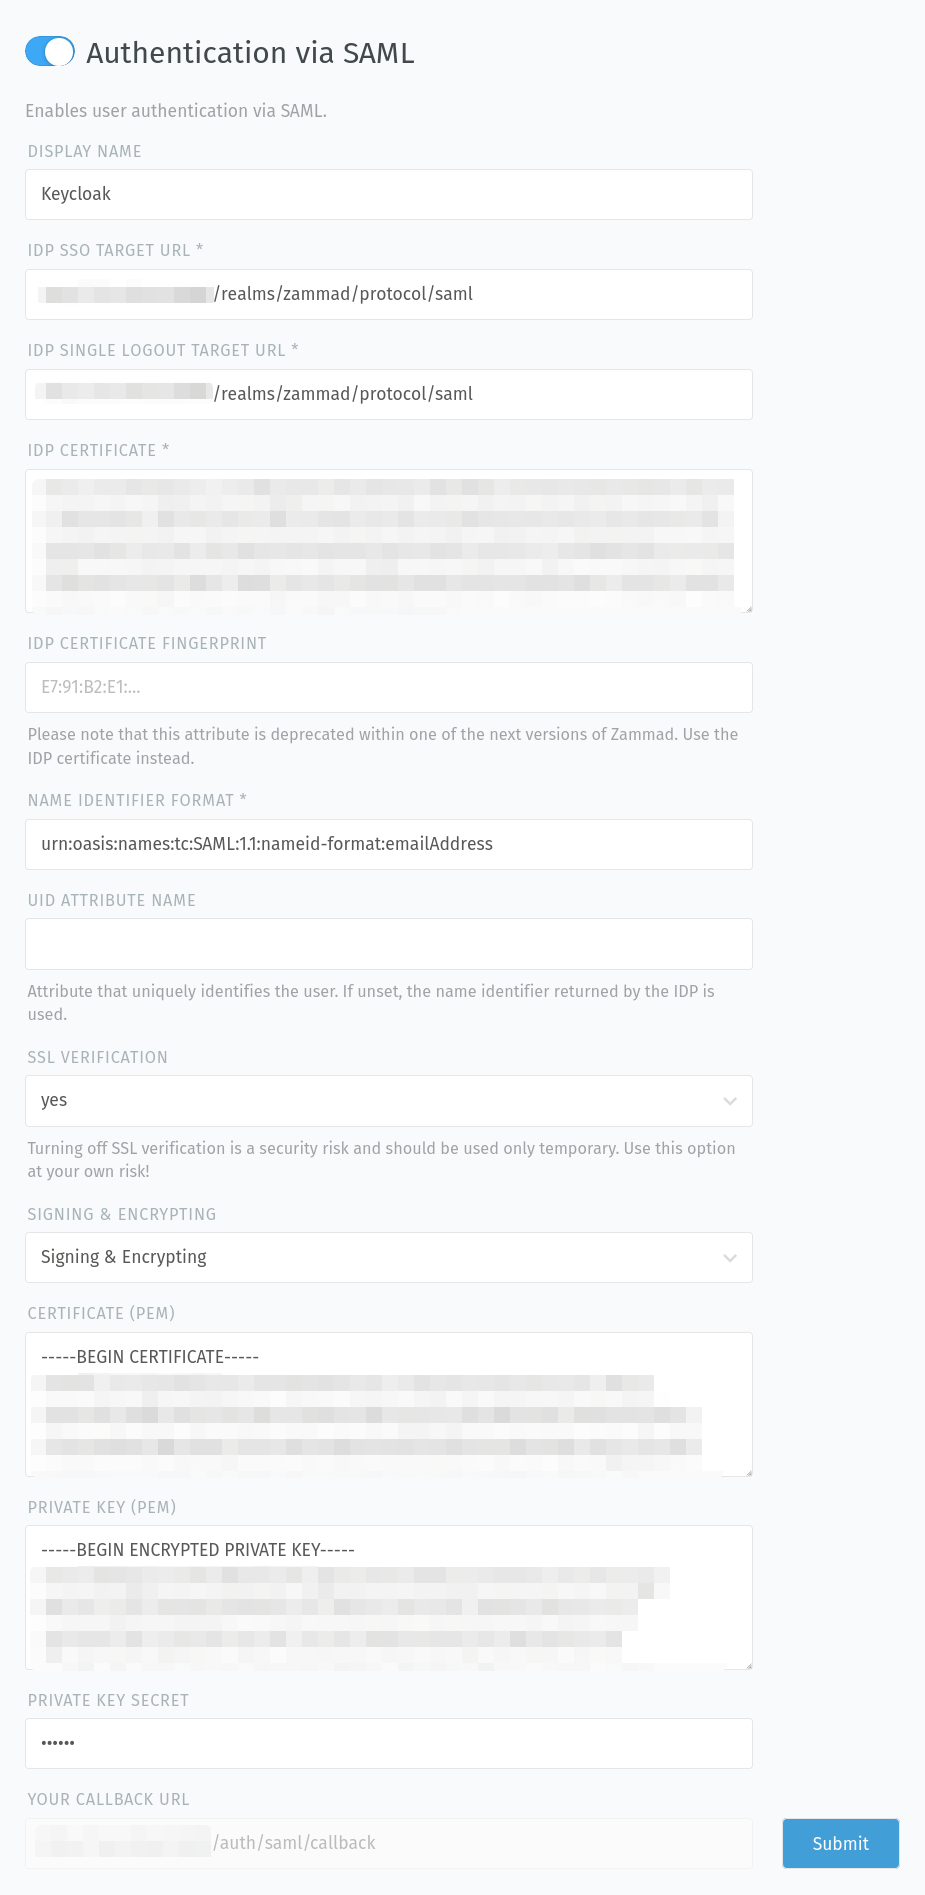 Authentication via SAML
Enables user authentication via SAML.
DISPLAY NAME
Keycloak
IDP SSO TARGET URL *
/realms/zammad/protocol/saml
IDP SINGLE LOGOUT TARGET URL *
/realms/zammad/protocol/saml
IDP CERTIFICATE *
IDP CERTIFICATE FINGERPRINT
E7:91:B2:E1:...
Please note that this attribute is deprecated within one of the next versions of Zammad. Use the
IDP certificate instead.
NAME IDENTIFIER FORMAT *
urn:oasis:names:tc:SAML:1.1:nameid-format:emailAddress
UID ATTRIBUTE NAME
Attribute that uniquely identifies the user. If unset, the name identifier returned by the IDP is
used.
SSL VERIFICATION
yes
Turning off SSL verification is a security risk and should be used only temporary. Use this option
at your own risk!
SIGNING & ENCRYPTING
Signing & Encrypting
CERTIFICATE (PEM)
-----BEGIN CERTIFICATE-----
PRIVATE KEY (PEM)
-----BEGIN ENCRYPTED PRIVATE KEY-----
PRIVATE KEY SECRET
••••••
YOUR CALLBACK URL
/auth/saml/callback
Submit